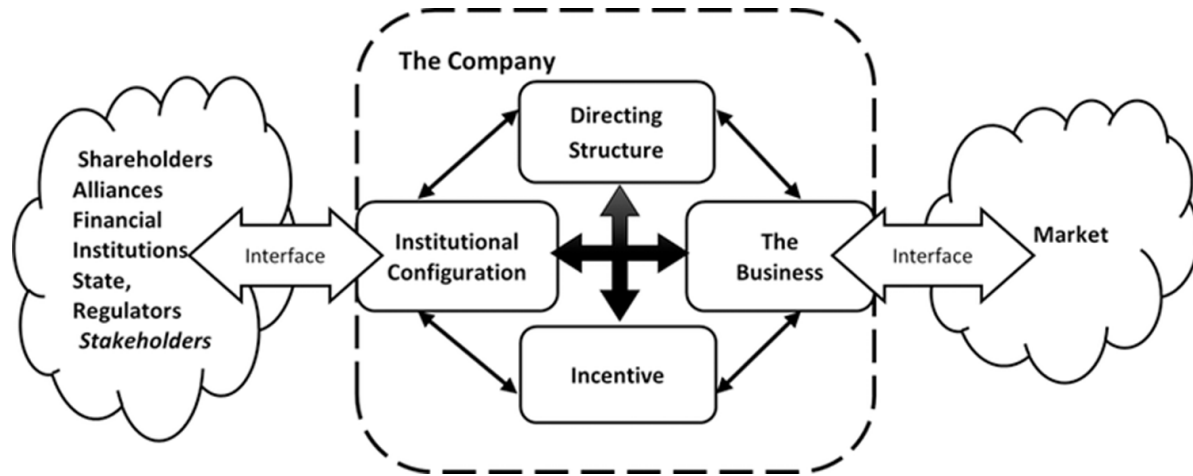 The Company
Directing
Structure
Shareholders
Alliances
Financial
Institutions
State,
Regulators
Stakeholders
Interface
Institutional
Configuration
The
Business
Interface
Market
Incentive